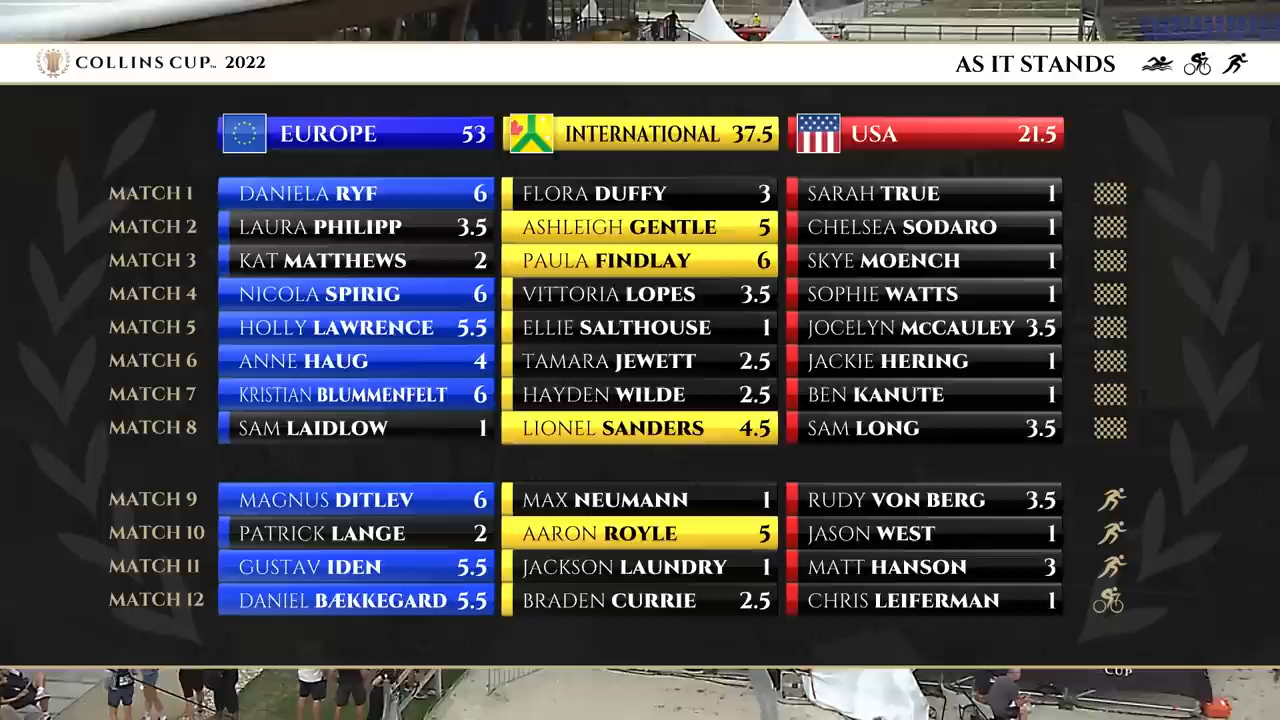 COLLINS CUP™ 2022 AS IT STANDS
EUROPE 53 INTERNATIONAL 37.5 USA 21.5
MATCH 1 DANIELA RYF 6 FLORA DUFFY 3 SARAH TRUE 1
MATCH 2 LAURA PHILIPP 3.5 ASHLEIGH GENTLE 5 CHELSEA SODARO 1
MATCH 3 KAT MATTHEWS 2 PAULA FINDLAY 6 SKYE MOENCH 1
MATCH 4 NICOLA SPIRIG 6 VITTORIA LOPES 3.5 SOPHIE WATTS 1
MATCH 5 HOLLY LAWRENCE 5.5 ELLIE SALTHOUSE 1 JOCELYN McCAULEY 3.5
MATCH 6 ANNE HAUG 4 TAMARA JEWETT 2.5 JACKIE HERING 1
MATCH 7 KRISTIAN BLUMMENFELT 6 HAYDEN WILDE 2.5 BEN KANUTE 1
MATCH 8 SAM LAIDLOW 1 LIONEL SANDERS 4.5 SAM LONG 3.5
MATCH 9 MAGNUS DITLEV 6 MAX NEUMANN 1 RUDY VON BERG 3.5
MATCH 10 PATRICK LANGE 2 AARON ROYLE 5 JASON WEST 1
MATCH 11 GUSTAV IDEN 5.5 JACKSON LAUNDRY 1 MATT HANSON 3
MATCH 12 DANIEL BÆKKEGARD 5.5 BRADEN CURRIE 2.5 CHRIS LEIFERMAN 1
CUP